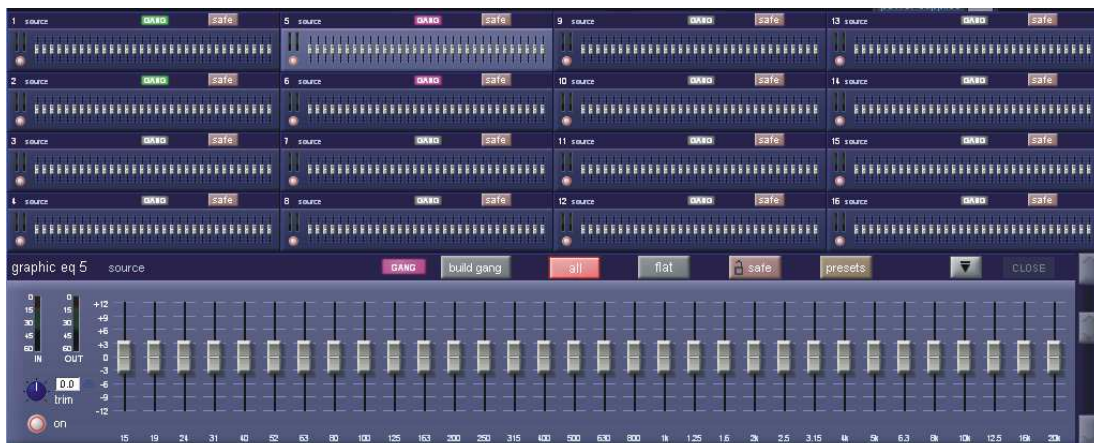 1 source GANG safe 5 source GANG safe 9 source GANG safe 13 source GANG safe
2 source GANG safe 6 source GANG safe 10 source GANG safe 14 source GANG safe
3 source GANG safe 7 source GANG safe 11 source GANG safe 15 source GANG safe
4 source GANG safe 8 source GANG safe 12 source GANG safe 16 source GANG safe
graphic eq 5 source GANG build gang all flat safe presets CLOSE
0 0 +12
15 15 +9
30 30 +6
45 45 +3
60 60 0
IN OUT -3
0.0 -6
trim -9
on -12
15 19 24 31 40 52 63 80 100 125 163 200 250 315 400 500 630 800 1k 1.25 1.6 2k 2.5 3.15 4k 5k 6.3 8k 10k 12.5 16k 20k